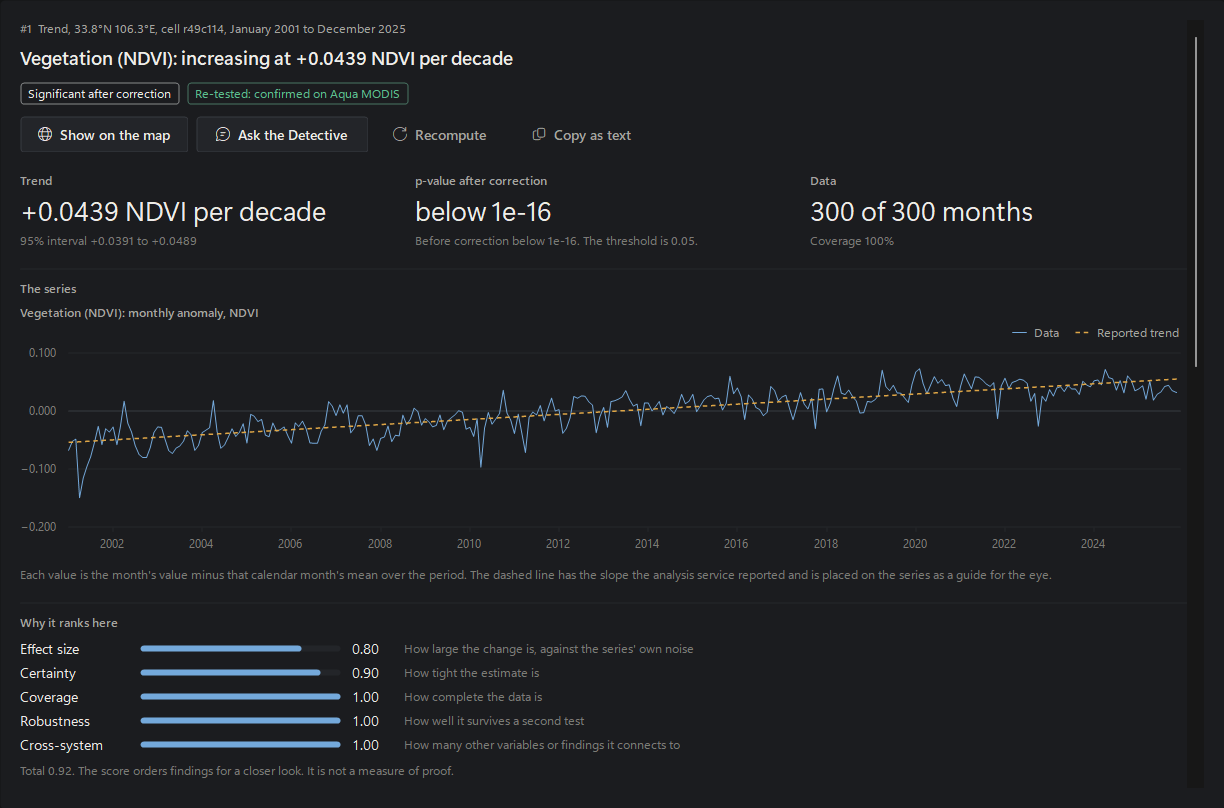 #1 Trend, 33.8°N 106.3°E, cell r49c114, January 2001 to December 2025
Vegetation (NDVI): increasing at +0.0439 NDVI per decade
Significant after correction Re-tested: confirmed on Aqua MODIS
Show on the map Ask the Detective Recompute Copy as text
Trend p-value after correction Data
+0.0439 NDVI per decade below 1e-16 300 of 300 months
95% interval +0.0391 to +0.0489 Before correction below 1e-16. The threshold is 0.05. Coverage 100%
The series
Vegetation (NDVI): monthly anomaly, NDVI
Data Reported trend
0.100
0.000
−0.100
−0.200
2002 2004 2006 2008 2010 2012 2014 2016 2018 2020 2022 2024
Each value is the month's value minus that calendar month's mean over the period. The dashed line has the slope the analysis service reported and is placed on the series as a guide for the eye.
Why it ranks here
Effect size 0.80 How large the change is, against the series' own noise
Certainty 0.90 How tight the estimate is
Coverage 1.00 How complete the data is
Robustness 1.00 How well it survives a second test
Cross-system 1.00 How many other variables or findings it connects to
Total 0.92. The score orders findings for a closer look. It is not a measure of proof.